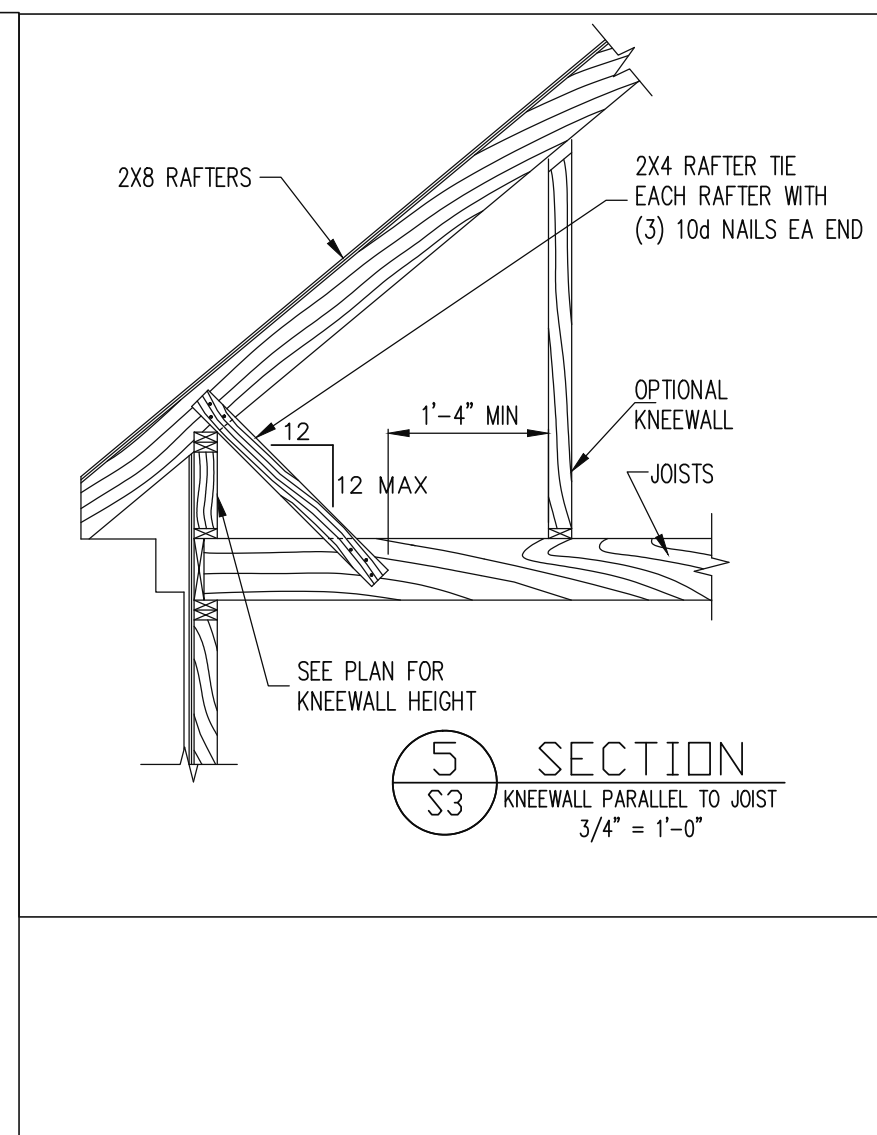 2X8 RAFTERS
2X4 RAFTER TIE
EACH RAFTER WITH
(3) 10d NAILS EA END
1'-4" MIN
OPTIONAL
KNEEWALL
12
12 MAX
JOISTS
SEE PLAN FOR
KNEEWALL HEIGHT
5
S3
SECTION
KNEEWALL PARALLEL TO JOIST
3/4" = 1'-0"